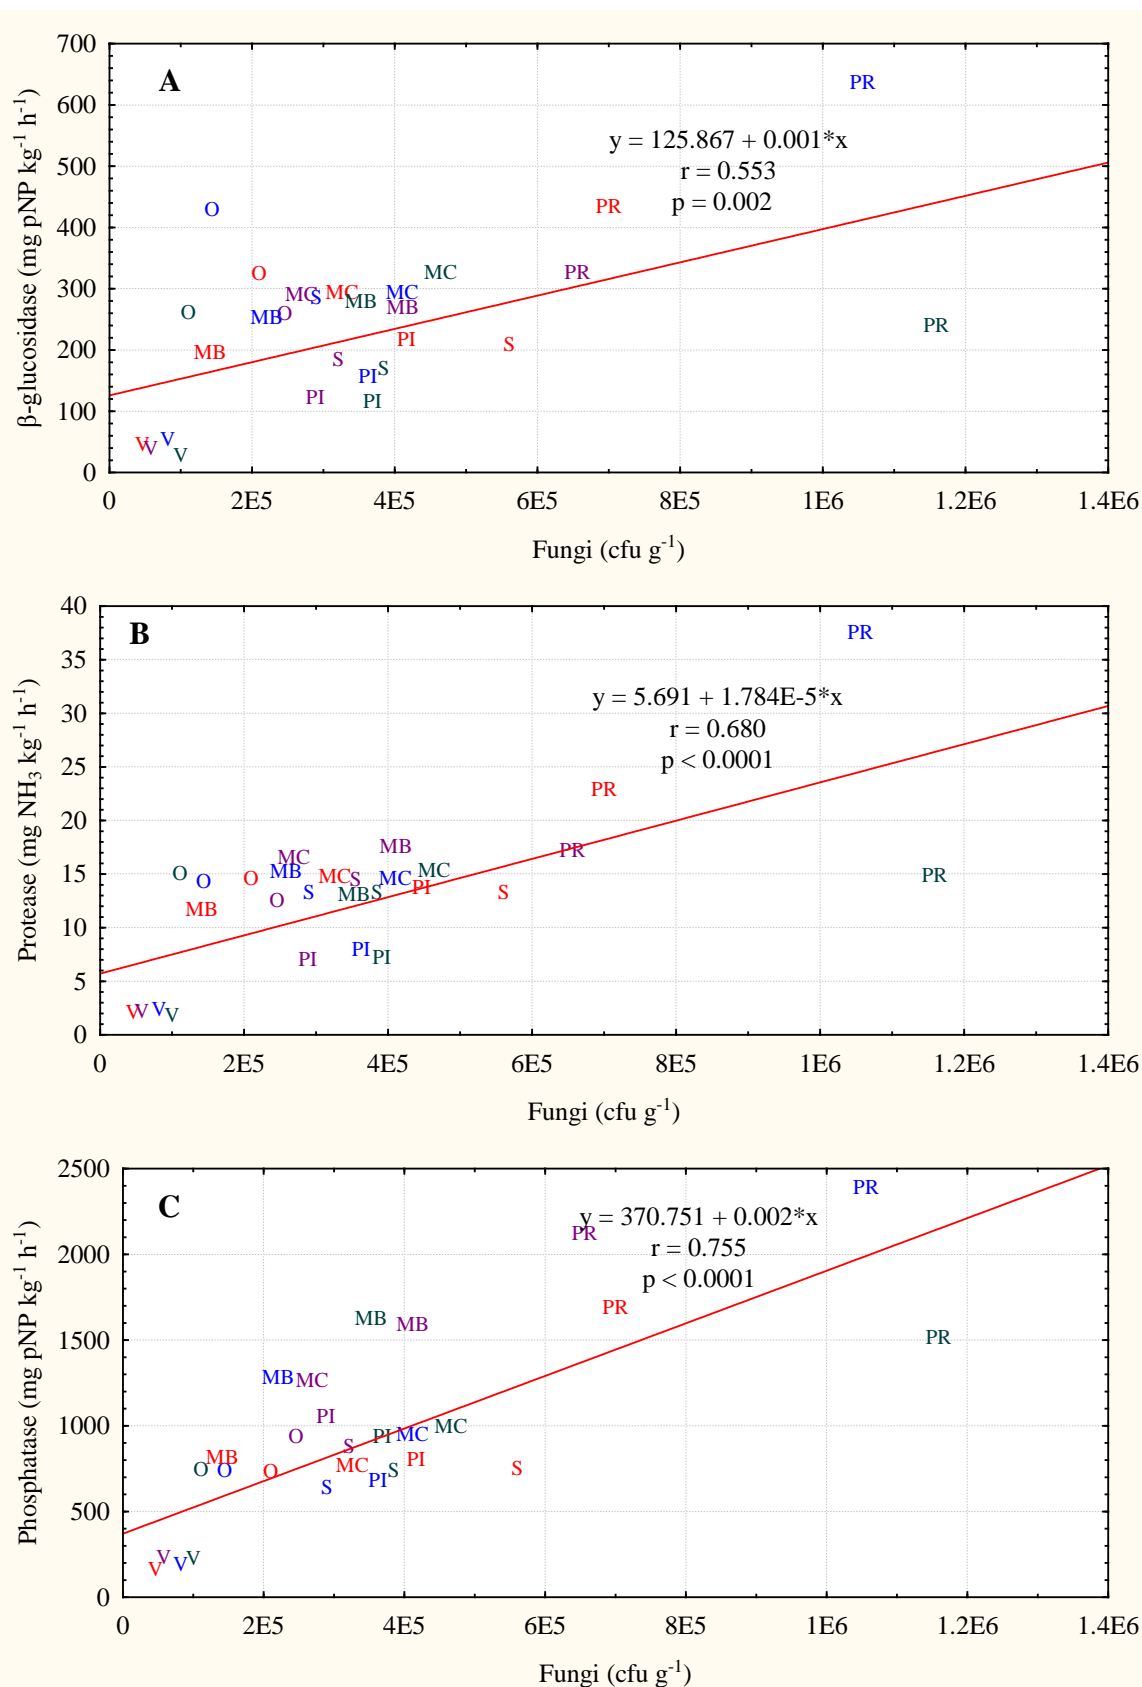 A
700
600
500
400
300
200
100
0
β-glucosidase (mg pNP kg⁻¹ h⁻¹)
y = 125.867 + 0.001*x
r = 0.553
p = 0.002
PR
PR
O
PR
O
MC
MC
MC
MC
S
MB
MB
O
O
MB
PR
PI
S
MB
S
S
PI
PI
PI
V
V
V
V
0 2E5 4E5 6E5 8E5 1E6 1.2E6 1.4E6
Fungi (cfu g⁻¹)
B
40
35
30
25
20
15
10
5
0
Protease (mg NH₃ kg⁻¹ h⁻¹)
y = 5.691 + 1.784E-5*x
r = 0.680
p < 0.0001
PR
PR
MB
PR
MC
MB
MC
O
PR
O
MC
S
MC
O
PI
S
MB
S
S
O
MB
PI
PI
PI
V
V
V
V
0 2E5 4E5 6E5 8E5 1E6 1.2E6 1.4E6
Fungi (cfu g⁻¹)
C
2500
2000
1500
1000
500
0
Phosphatase (mg pNP kg⁻¹ h⁻¹)
y = 370.751 + 0.002*x
r = 0.755
p < 0.0001
PR
PR
PR
MB
MB
PR
MB
MC
PI
MC
O
PI
MC
S
MB
PI
MC
O
O
O
S
S
PI
S
V
V
V
V
0 2E5 4E5 6E5 8E5 1E6 1.2E6 1.4E6
Fungi (cfu g⁻¹)